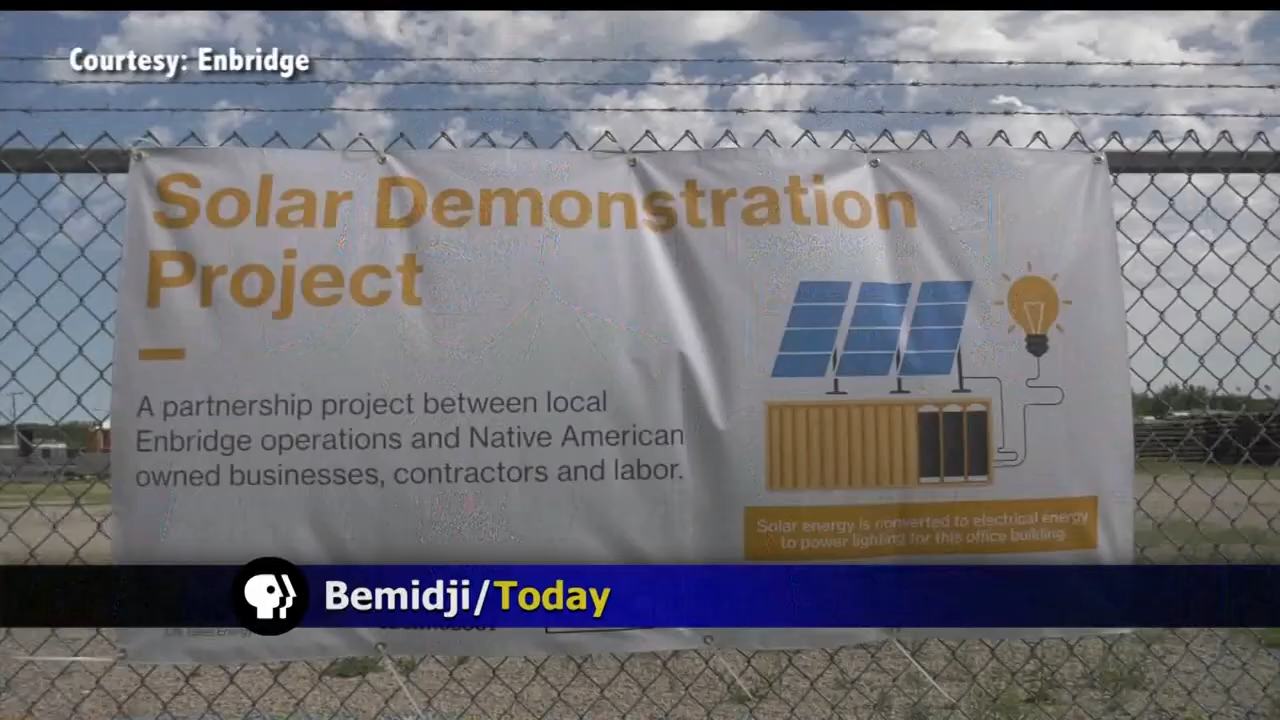 Courtesy: Enbridge
Solar Demonstration
Project
A partnership project between local
Enbridge operations and Native American
owned businesses, contractors and labor.
Solar energy is converted to electrical energy
to power lighting for this office building.
Bemidji/Today